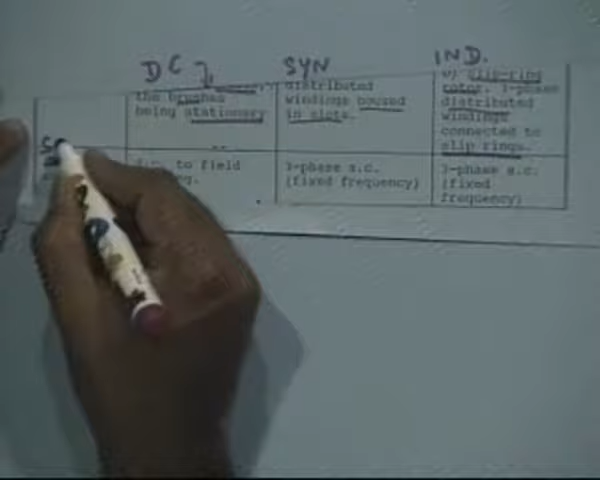 DC SYN IND.
the brushes
being stationary
distributed
windings housed
in slots.
b) slip-ring
rotor. 3-phase
distributed
windings
connected to
slip rings.
to field
3-phase a.c.
(fixed frequency)
3-phase a.c.
(fixed
frequency)